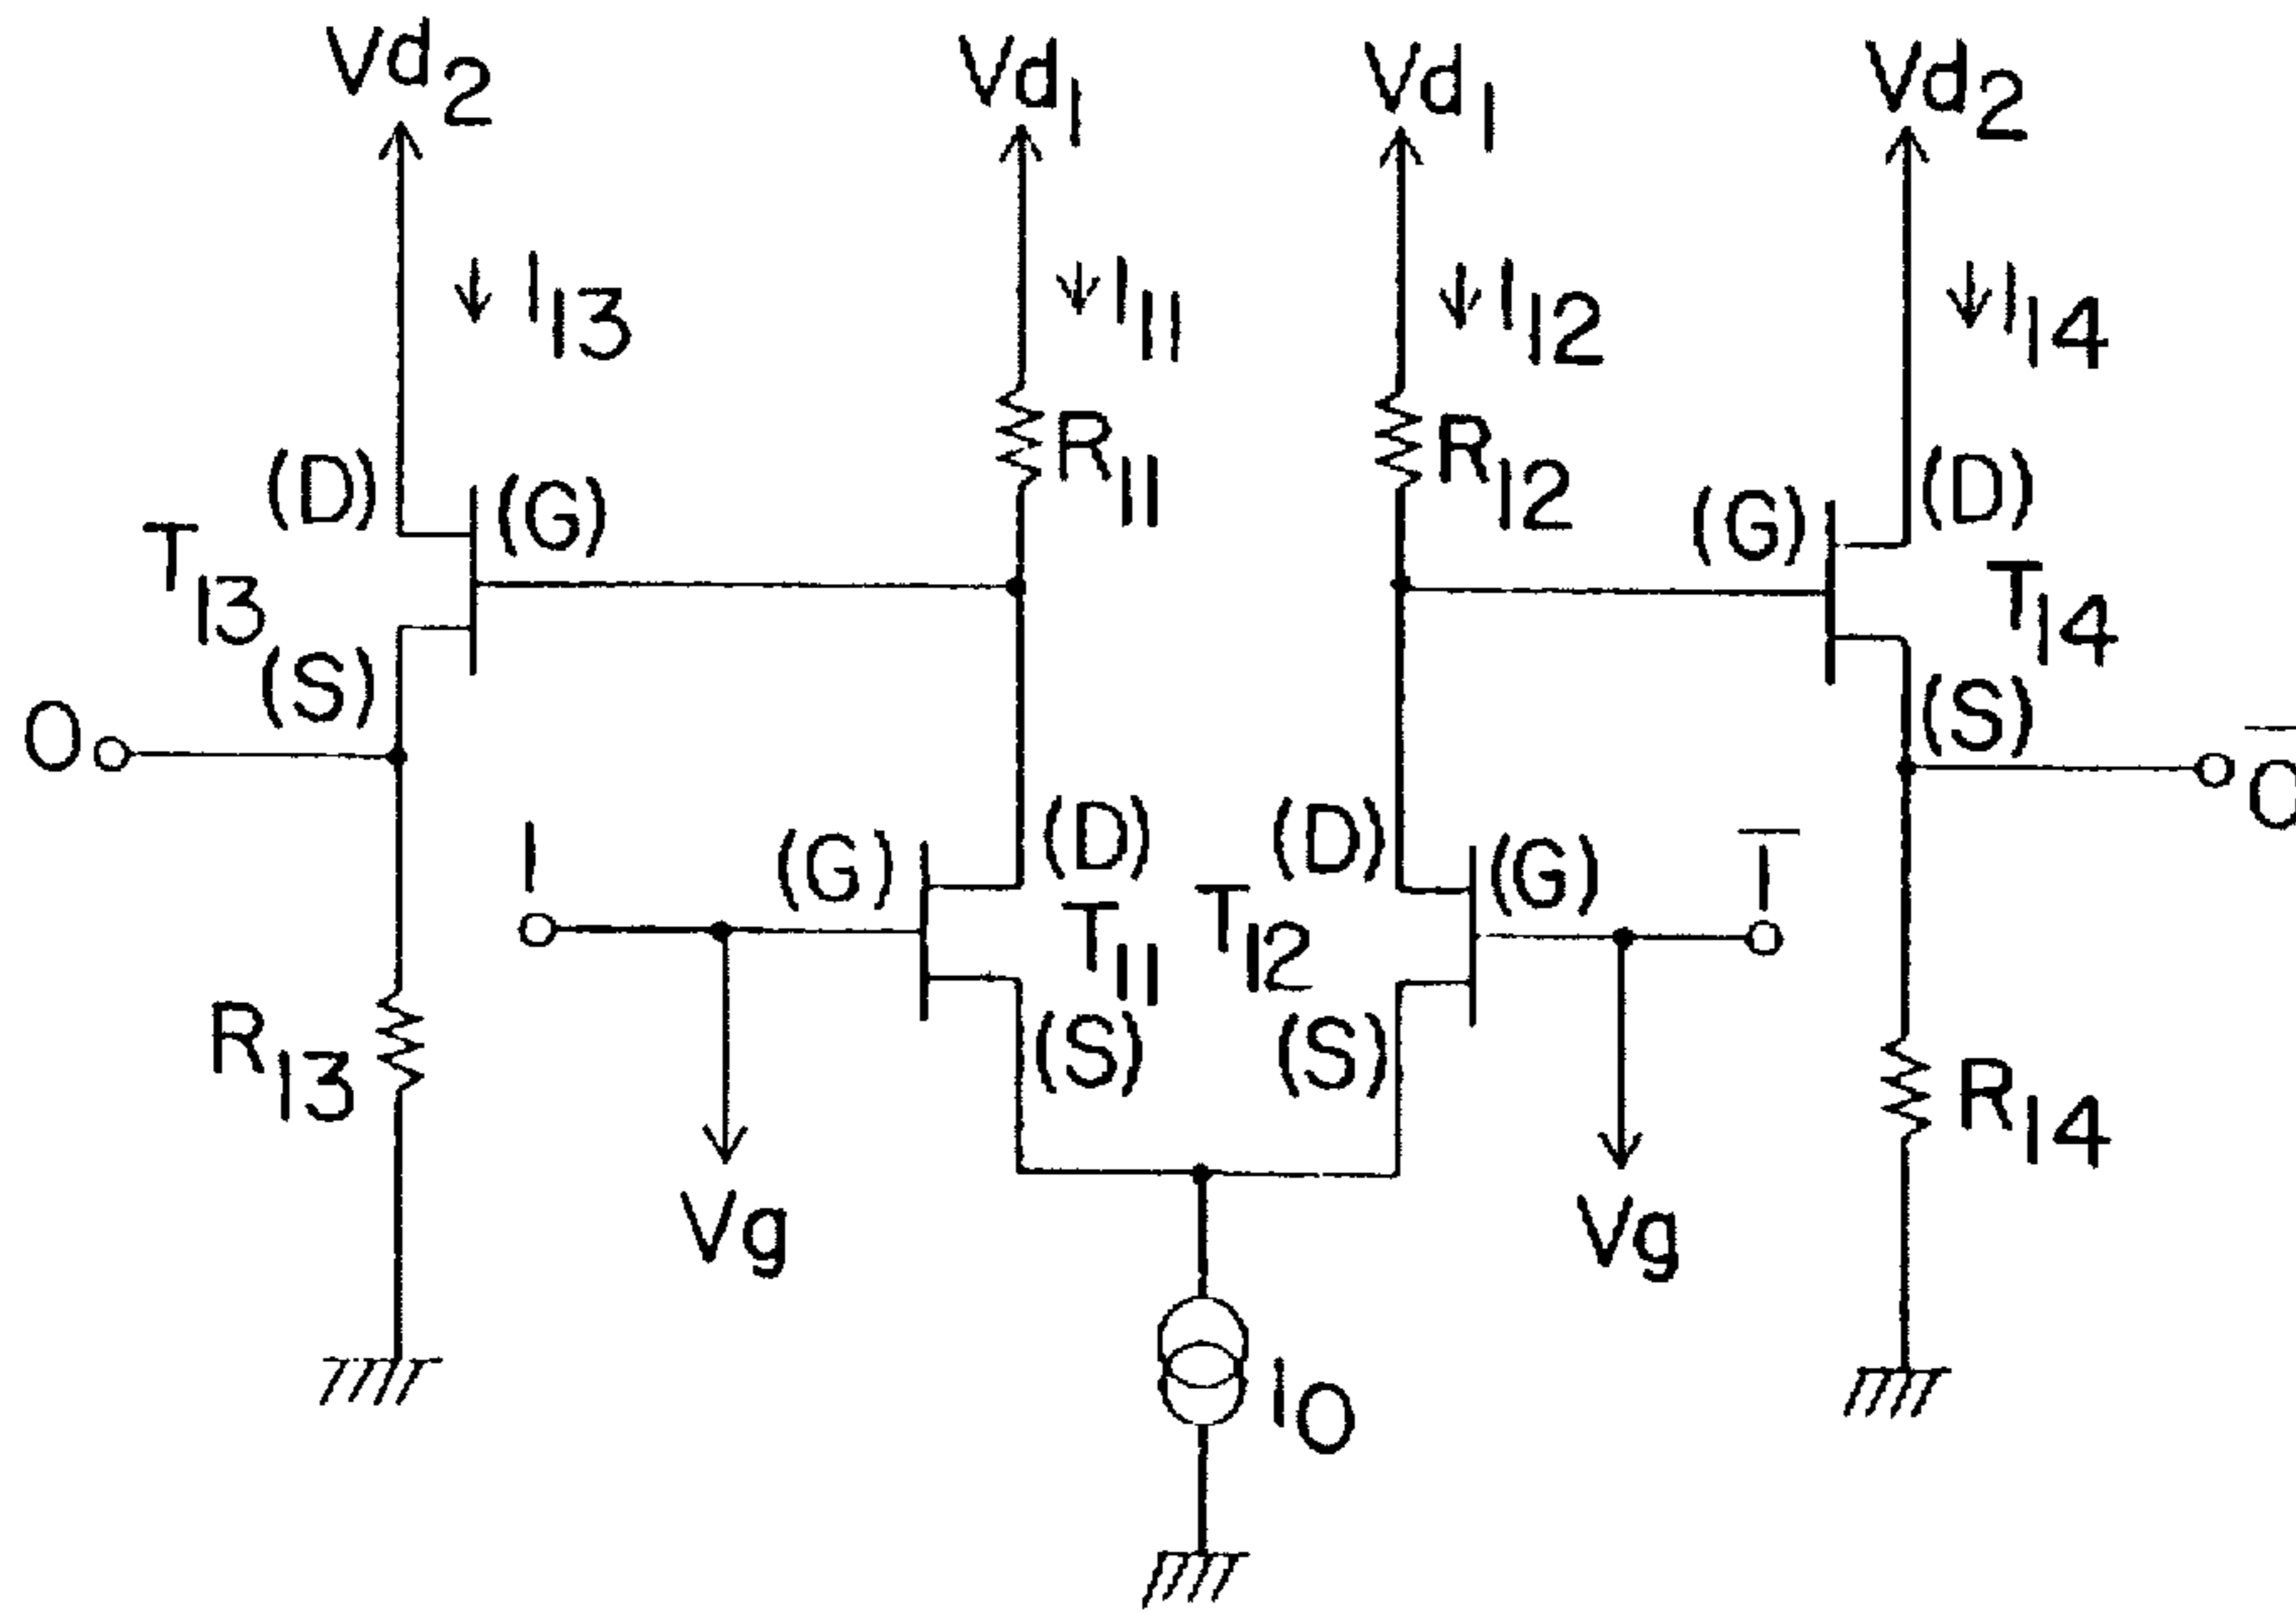 Vd2 Vd1 Vd1 Vd2
I13 I11 I12 I14
R11 R12
(D) (G) (G) (D)
T13 T14
(S) (S)
O O̅
I (G) (D) (D) (G) I̅
T11 T12
R13 (S) (S) R14
Vg Vg
I0